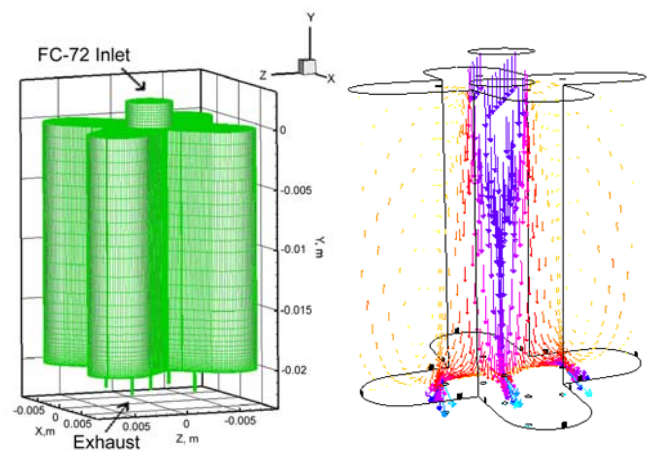 FC-72 Inlet
Y
Z
X
0
-0.005
-0.01
-0.015
-0.02
Y, m
-0.005
0
0.005
X,m
0.005
0
-0.005
Z, m
Exhaust